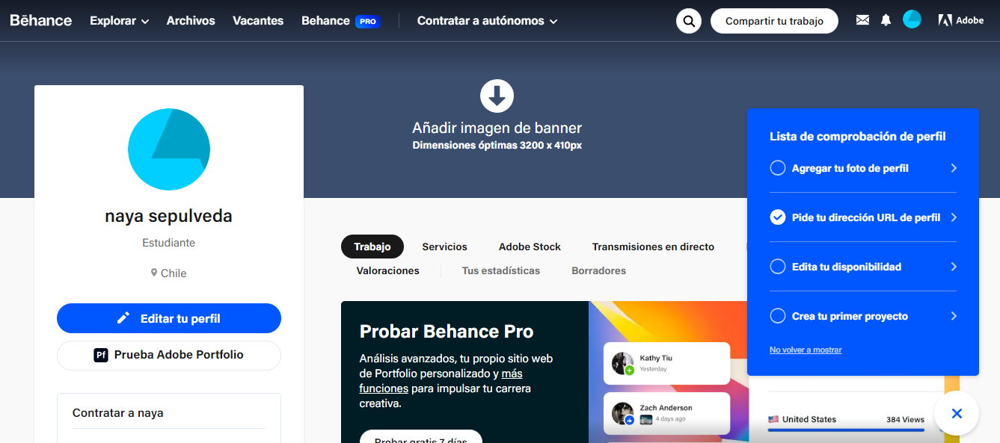 Bēhance Explorar Archivos Vacantes Behance PRO Contratar a autónomos Compartir tu trabajo Adobe
Añadir imagen de banner
Dimensiones óptimas 3200 x 410px
naya sepulveda
Estudiante
Chile
Editar tu perfil
Pf Prueba Adobe Portfolio
Contratar a naya
Trabajo Servicios Adobe Stock Transmisiones en directo
Valoraciones Tus estadísticas Borradores
Probar Behance Pro
Análisis avanzados, tu propio sitio web
de Portfolio personalizado y más
funciones para impulsar tu carrera
creativa.
Probar gratis 7 días
Kathy Tiu
Yesterday
Zach Anderson
4 days ago
Lista de comprobación de perfil
Agregar tu foto de perfil
Pide tu dirección URL de perfil
Edita tu disponibilidad
Crea tu primer proyecto
No volver a mostrar
United States 384 Views